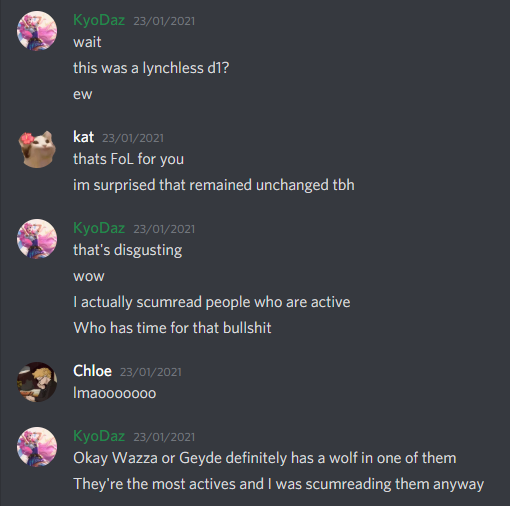 KyoDaz 23/01/2021
wait
this was a lynchless d1?
ew
kat 23/01/2021
thats FoL for you
im surprised that remained unchanged tbh
KyoDaz 23/01/2021
that's disgusting
wow
I actually scumread people who are active
Who has time for that bullshit
Chloe 23/01/2021
lmaooooooo
KyoDaz 23/01/2021
Okay Wazza or Geyde definitely has a wolf in one of them
They're the most actives and I was scumreading them anyway